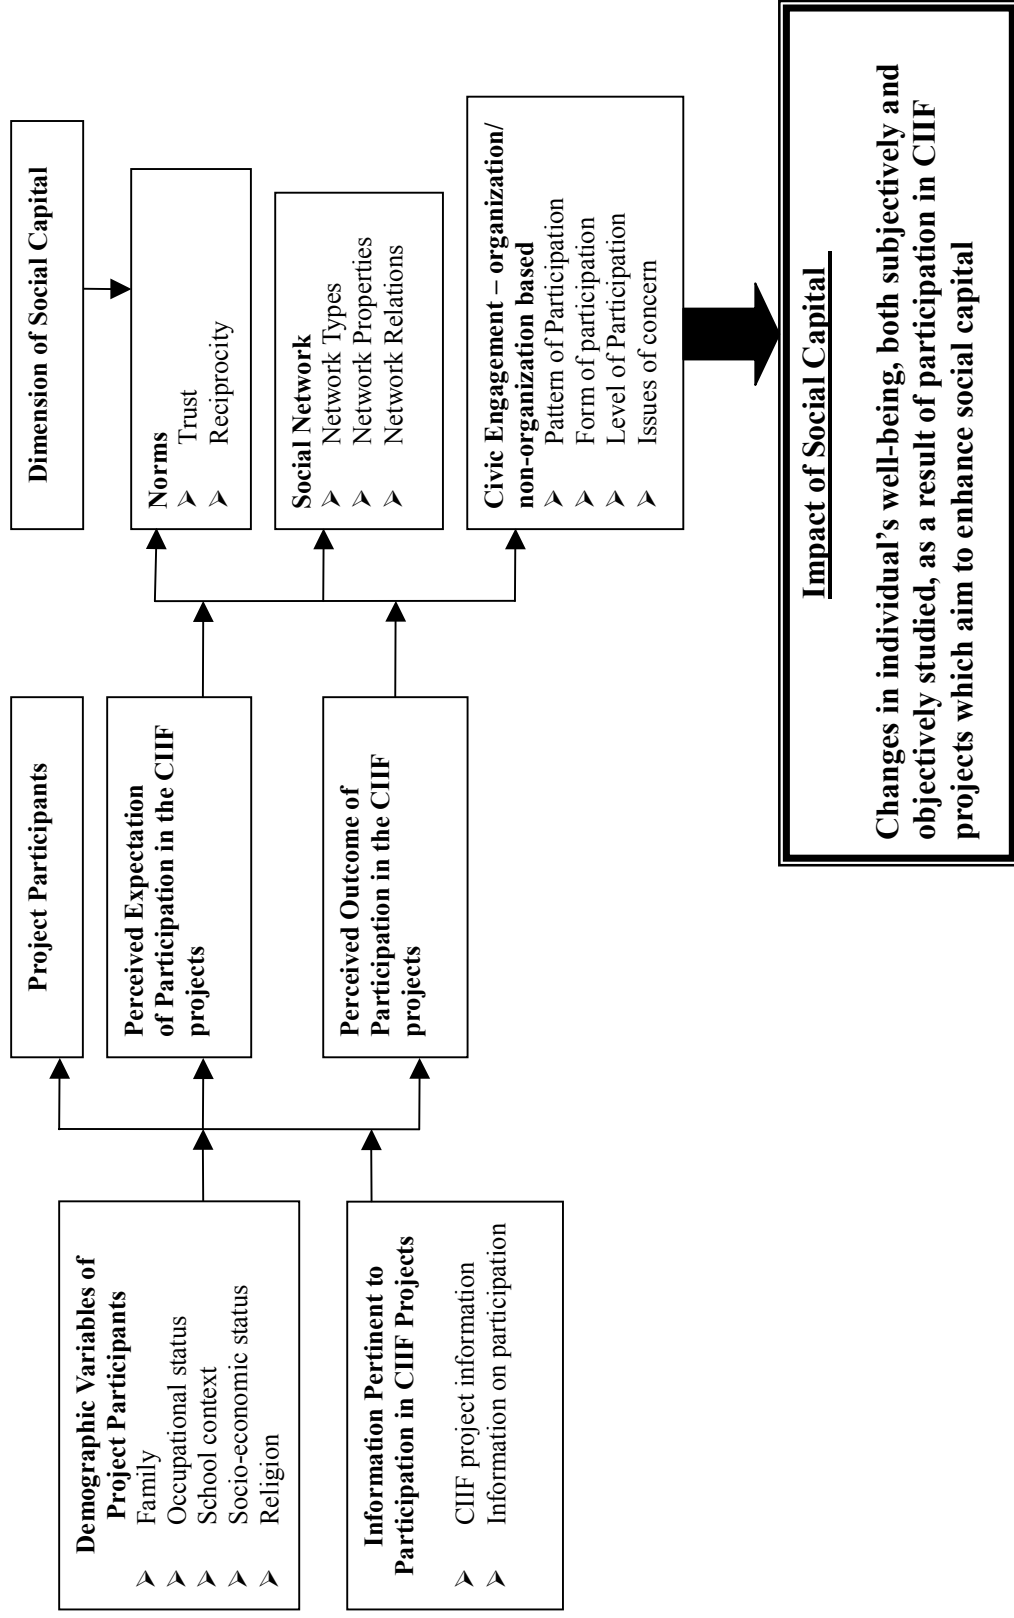 Demographic Variables of
Project Participants
➢ Family
➢ Occupational status
➢ School context
➢ Socio-economic status
➢ Religion
Information Pertinent to
Participation in CIIF Projects
➢ CIIF project information
➢ Information on participation
Project Participants
Perceived Expectation
of Participation in the CIIF
projects
Perceived Outcome of
Participation in the CIIF
projects
Dimension of Social Capital
Norms
➢ Trust
➢ Reciprocity
Social Network
➢ Network Types
➢ Network Properties
➢ Network Relations
Civic Engagement – organization/
non-organization based
➢ Pattern of Participation
➢ Form of participation
➢ Level of Participation
➢ Issues of concern
Impact of Social Capital
Changes in individual’s well-being, both subjectively and
objectively studied, as a result of participation in CIIF
projects which aim to enhance social capital